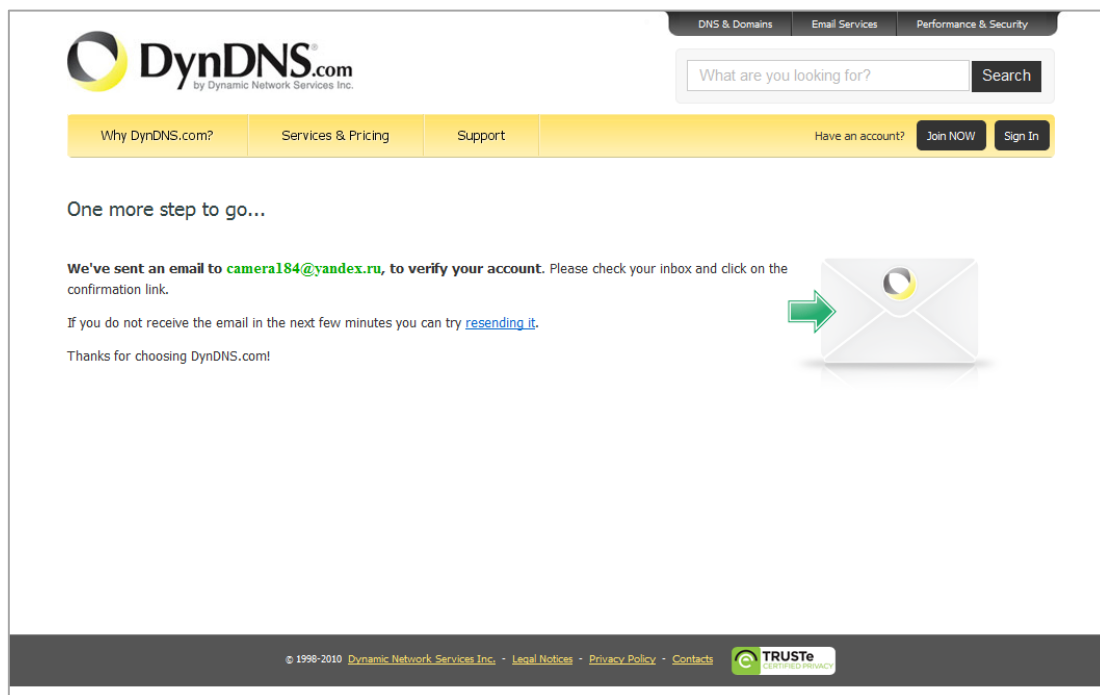 DNS & Domains Email Services Performance & Security
DynDNS.com
by Dynamic Network Services Inc.
What are you looking for? Search
Why DynDNS.com? Services & Pricing Support Have an account? Join NOW Sign In
One more step to go...
We've sent an email to camera184@yandex.ru, to verify your account. Please check your inbox and click on the
confirmation link.
If you do not receive the email in the next few minutes you can try resending it.
Thanks for choosing DynDNS.com!
© 1998-2010 Dynamic Network Services Inc. - Legal Notices - Privacy Policy - Contacts TRUSTe
CERTIFIED PRIVACY